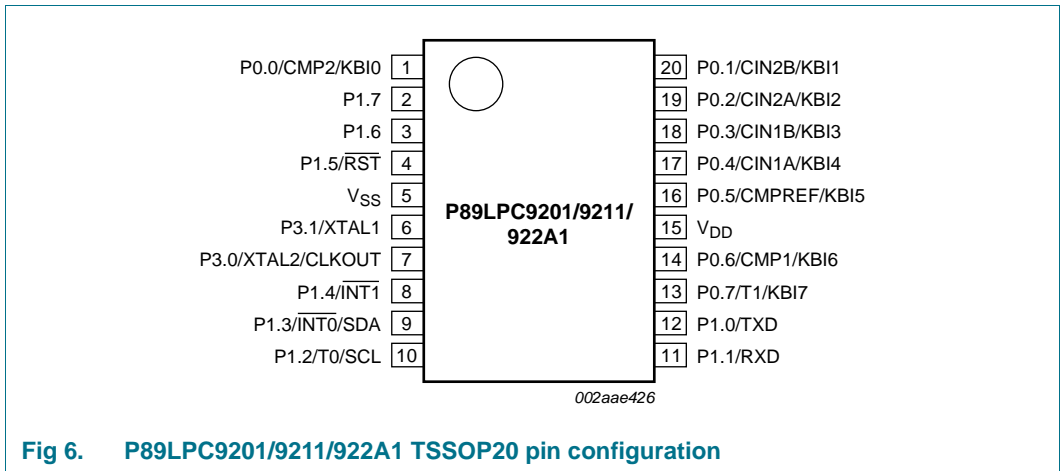 P0.0/CMP2/KBI0 1
P1.7 2
P1.6 3
P1.5/R̅S̅T̅ 4
VSS 5
P3.1/XTAL1 6
P3.0/XTAL2/CLKOUT 7
P1.4/I̅N̅T̅1̅ 8
P1.3/I̅N̅T̅0̅/SDA 9
P1.2/T0/SCL 10
P89LPC9201/9211/
922A1
20 P0.1/CIN2B/KBI1
19 P0.2/CIN2A/KBI2
18 P0.3/CIN1B/KBI3
17 P0.4/CIN1A/KBI4
16 P0.5/CMPREF/KBI5
15 VDD
14 P0.6/CMP1/KBI6
13 P0.7/T1/KBI7
12 P1.0/TXD
11 P1.1/RXD
002aae426
Fig 6. P89LPC9201/9211/922A1 TSSOP20 pin configuration